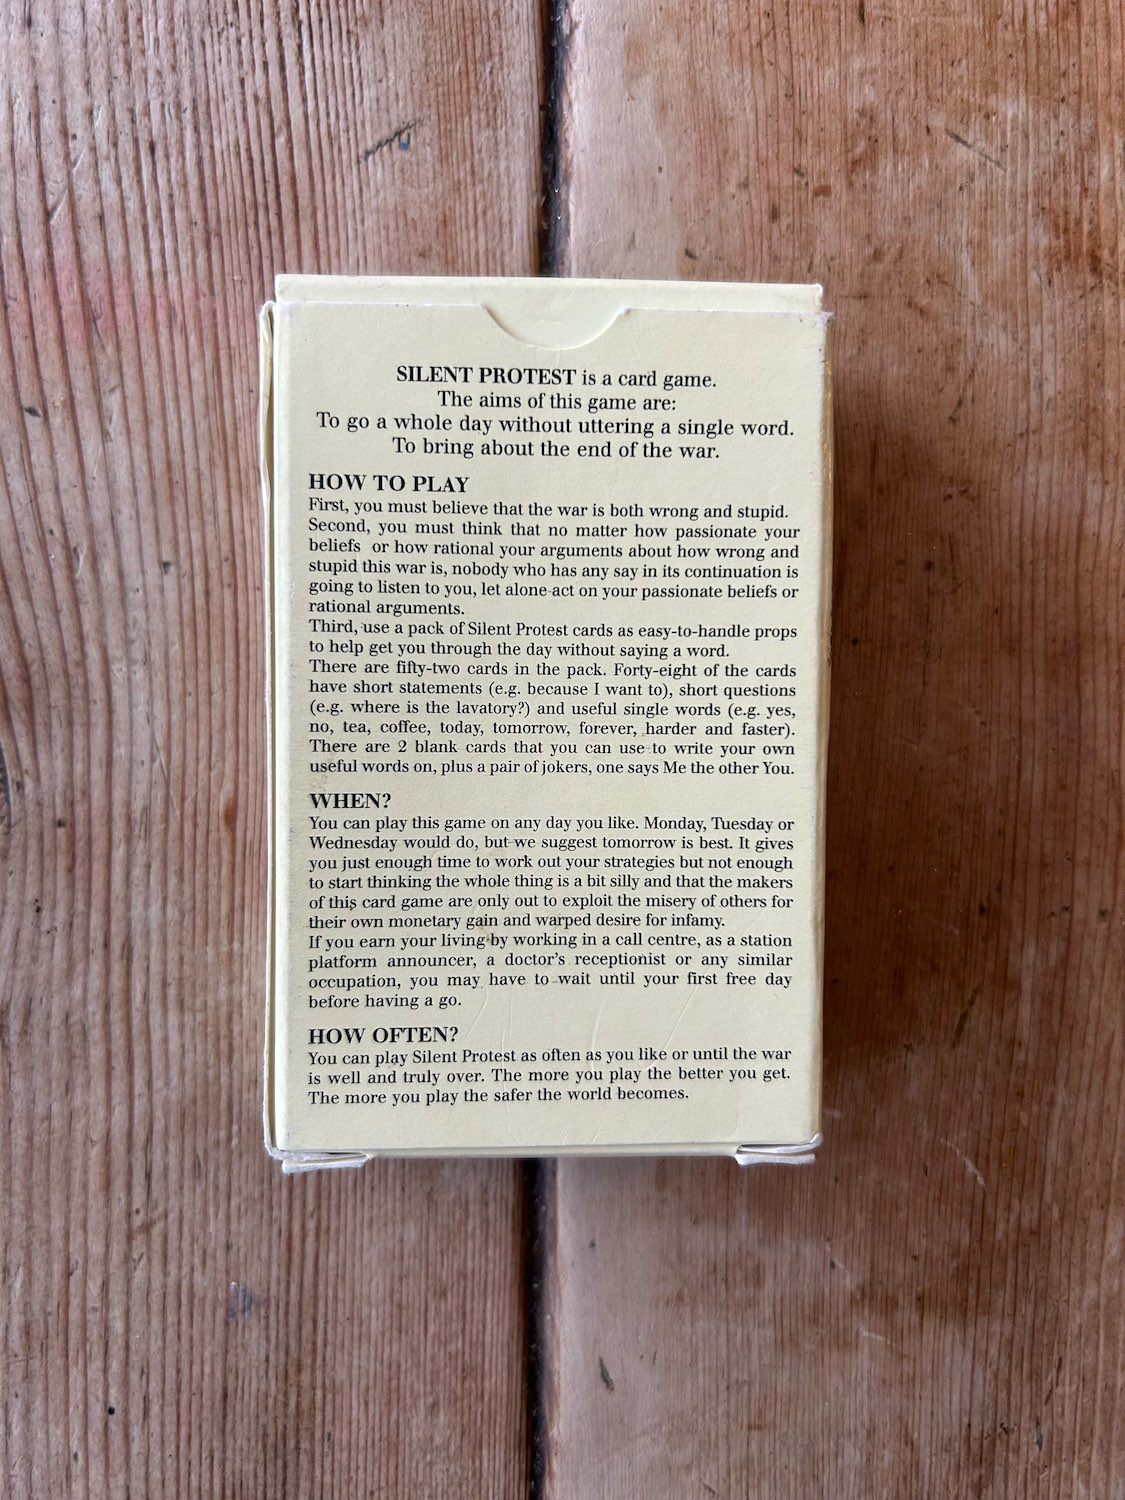 SILENT PROTEST is a card game.
The aims of this game are:
To go a whole day without uttering a single word.
To bring about the end of the war.
HOW TO PLAY
First, you must believe that the war is both wrong and stupid.
Second, you must think that no matter how passionate your
beliefs or how rational your arguments about how wrong and
stupid this war is, nobody who has any say in its continuation is
going to listen to you, let alone act on your passionate beliefs or
rational arguments.
Third, use a pack of Silent Protest cards as easy-to-handle props
to help get you through the day without saying a word.
There are fifty-two cards in the pack. Forty-eight of the cards
have short statements (e.g. because I want to), short questions
(e.g. where is the lavatory?) and useful single words (e.g. yes,
no, tea, coffee, today, tomorrow, forever, harder and faster).
There are 2 blank cards that you can use to write your own
useful words on, plus a pair of jokers, one says Me the other You.
WHEN?
You can play this game on any day you like. Monday, Tuesday or
Wednesday would do, but we suggest tomorrow is best. It gives
you just enough time to work out your strategies but not enough
to start thinking the whole thing is a bit silly and that the makers
of this card game are only out to exploit the misery of others for
their own monetary gain and warped desire for infamy.
If you earn your living by working in a call centre, as a station
platform announcer, a doctor's receptionist or any similar
occupation, you may have to wait until your first free day
before having a go.
HOW OFTEN?
You can play Silent Protest as often as you like or until the war
is well and truly over. The more you play the better you get.
The more you play the safer the world becomes.